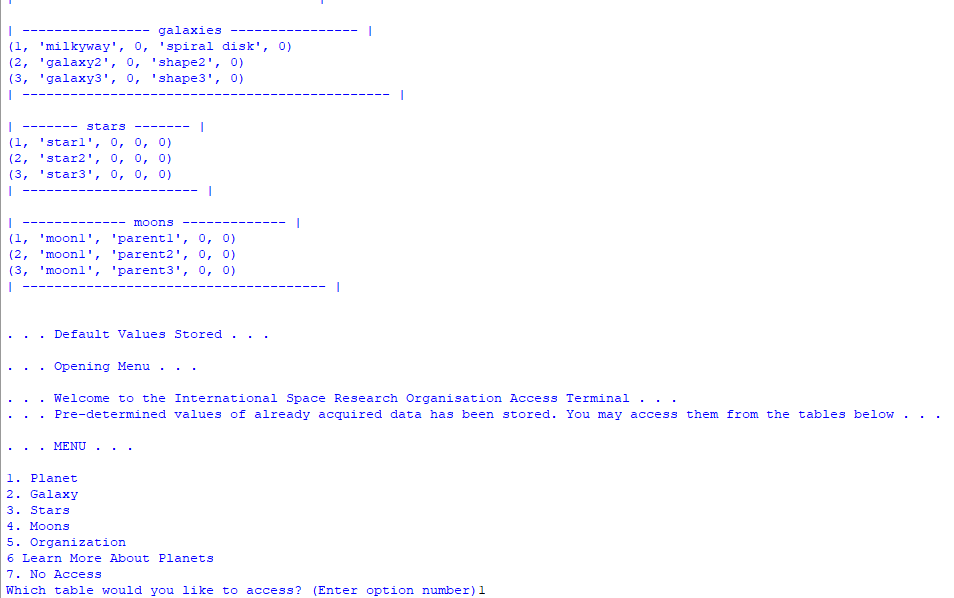 | ---------------- galaxies ---------------- |
(1, 'milkyway', 0, 'spiral disk', 0)
(2, 'galaxy2', 0, 'shape2', 0)
(3, 'galaxy3', 0, 'shape3', 0)
| ---------------------------------------------- |
| ------- stars ------- |
(1, 'star1', 0, 0, 0)
(2, 'star2', 0, 0, 0)
(3, 'star3', 0, 0, 0)
| ---------------------- |
| ------------- moons ------------- |
(1, 'moon1', 'parent1', 0, 0)
(2, 'moon1', 'parent2', 0, 0)
(3, 'moon1', 'parent3', 0, 0)
| -------------------------------------- |
. . . Default Values Stored . . .
. . . Opening Menu . . .
. . . Welcome to the International Space Research Organisation Access Terminal . . .
. . . Pre-determined values of already acquired data has been stored. You may access them from the tables below . . .
. . . MENU . . .
1. Planet
2. Galaxy
3. Stars
4. Moons
5. Organization
6 Learn More About Planets
7. No Access
Which table would you like to access? (Enter option number)1